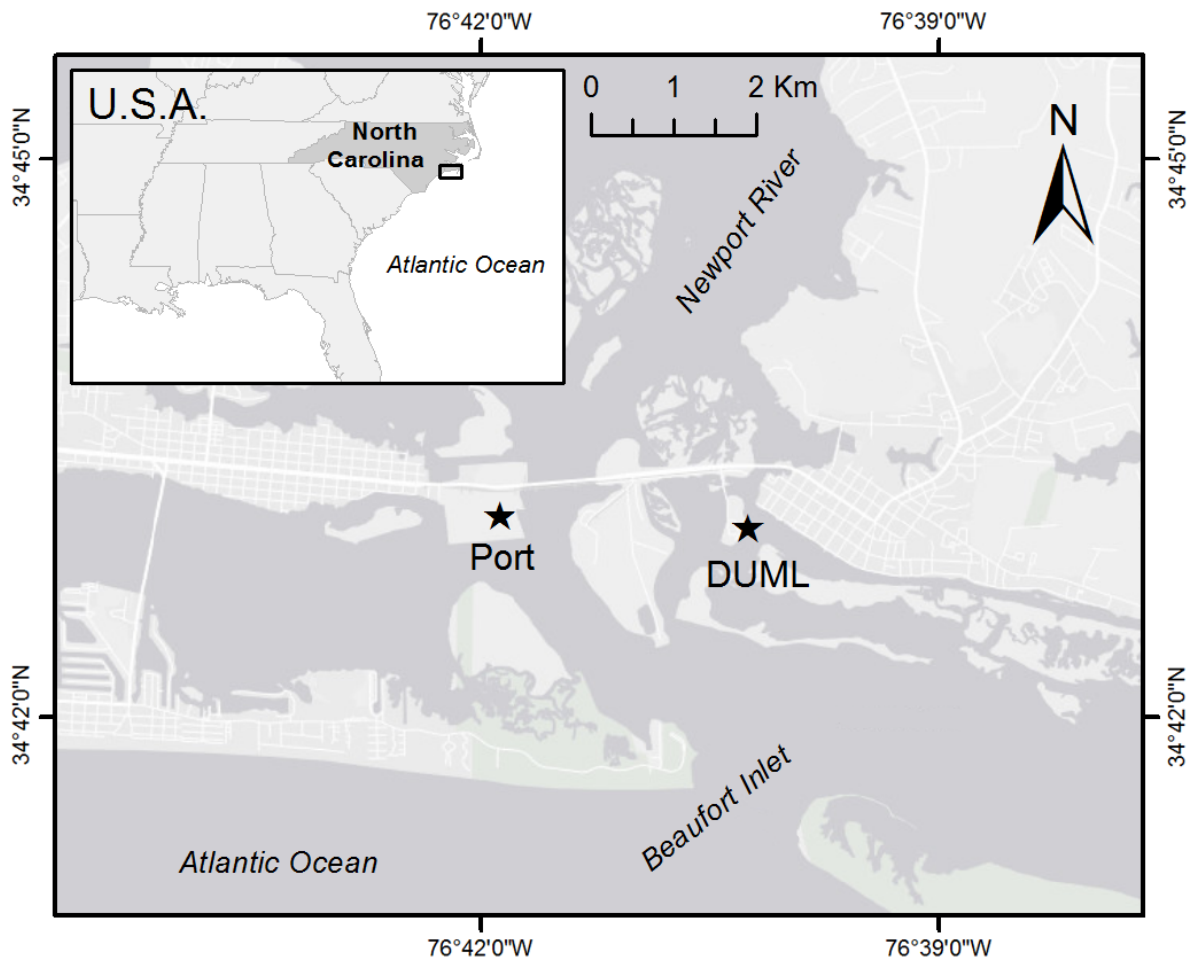 76°42'0"W
76°39'0"W
U.S.A.
North
Carolina
Atlantic Ocean
0 1 2 Km
N
34°45'0"N
34°45'0"N
Newport River
Port
DUML
34°42'0"N
34°42'0"N
Beaufort Inlet
Atlantic Ocean
76°42'0"W
76°39'0"W